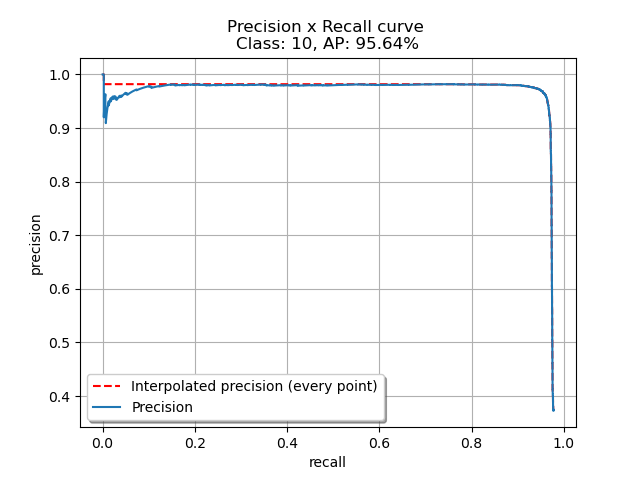 Precision x Recall curve
Class: 10, AP: 95.64%
1.0
0.9
0.8
0.7
0.6
0.5
0.4
precision
Interpolated precision (every point)
Precision
0.0 0.2 0.4 0.6 0.8 1.0
recall